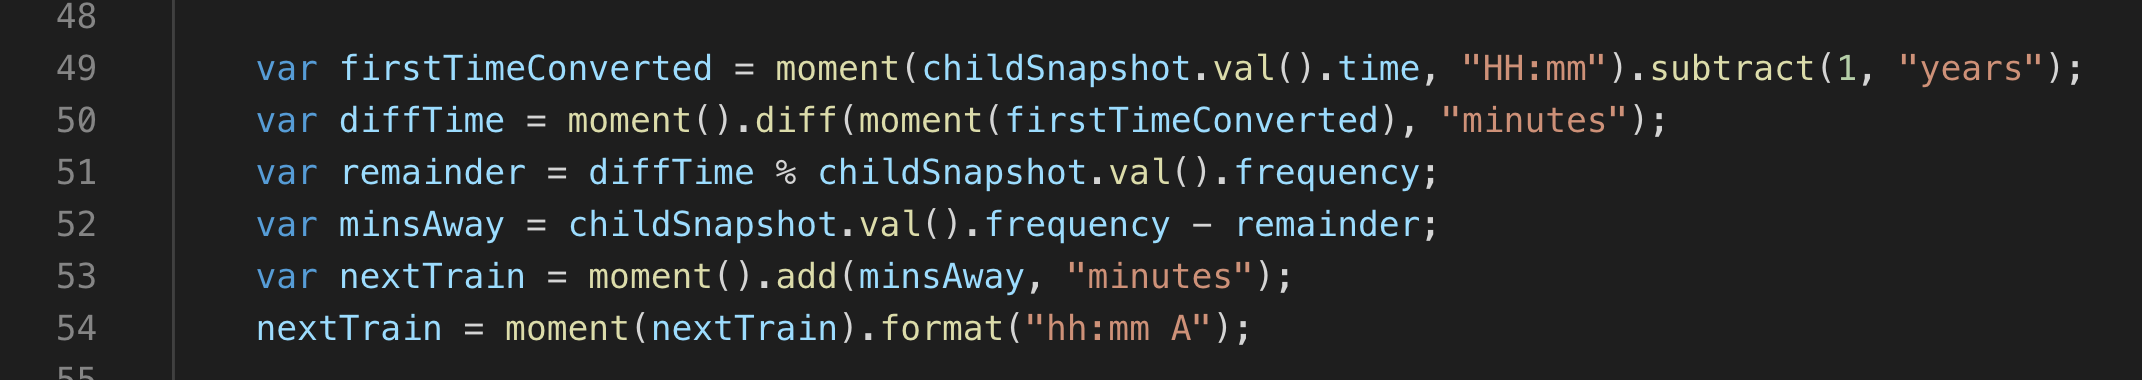 48
49 var firstTimeConverted = moment(childSnapshot.val().time, "HH:mm").subtract(1, "years");
50 var diffTime = moment().diff(moment(firstTimeConverted), "minutes");
51 var remainder = diffTime % childSnapshot.val().frequency;
52 var minsAway = childSnapshot.val().frequency - remainder;
53 var nextTrain = moment().add(minsAway, "minutes");
54 nextTrain = moment(nextTrain).format("hh:mm A");
55